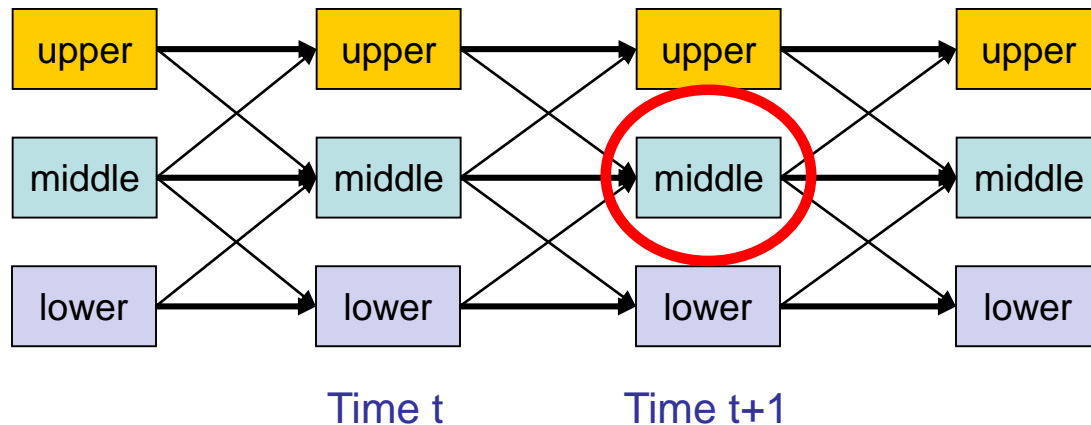 upper upper upper upper
middle middle middle middle
lower lower lower lower
Time t Time t+1